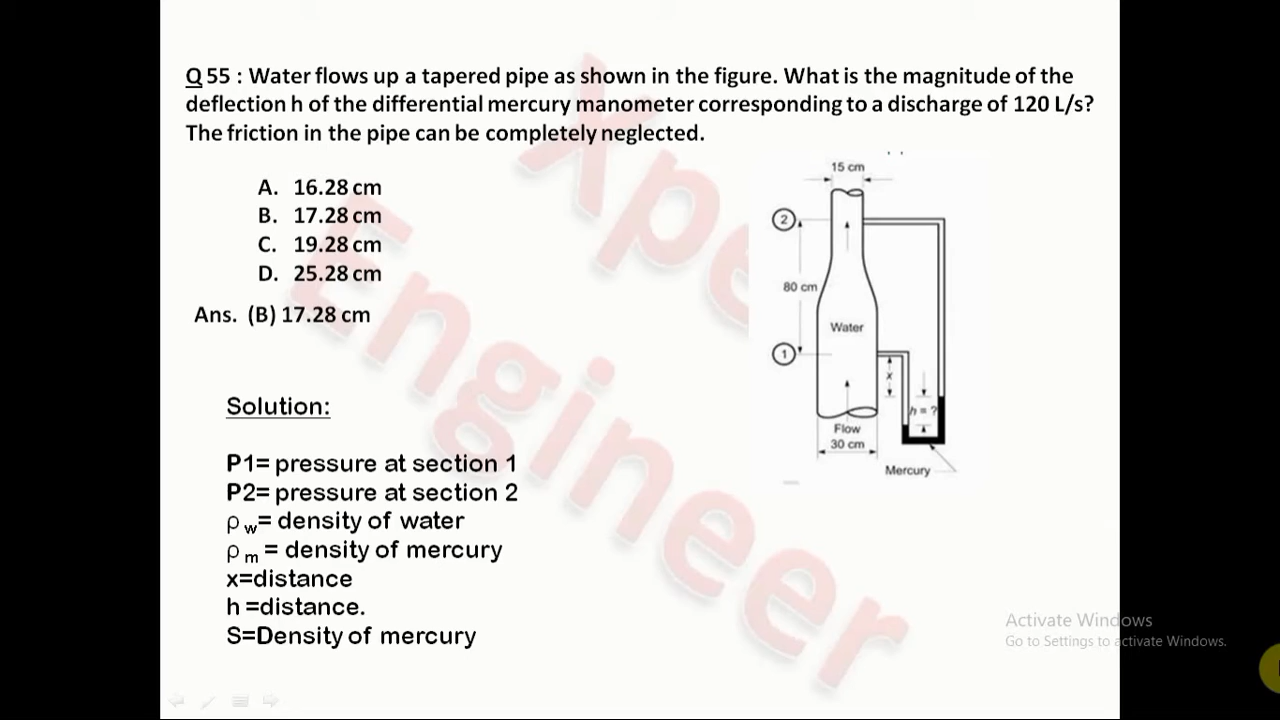 Q 55 : Water flows up a tapered pipe as shown in the figure. What is the magnitude of the
deflection h of the differential mercury manometer corresponding to a discharge of 120 L/s?
The friction in the pipe can be completely neglected.
A. 16.28 cm
B. 17.28 cm
C. 19.28 cm
D. 25.28 cm
Ans. (B) 17.28 cm
15 cm
2
80 cm
Water
1
x
h = ?
Flow
30 cm
Mercury
Solution:
P1= pressure at section 1
P2= pressure at section 2
ρ w= density of water
ρ m = density of mercury
x=distance
h =distance.
S=Density of mercury
Xpe
Engineer
Activate Windows
Go to Settings to activate Windows.